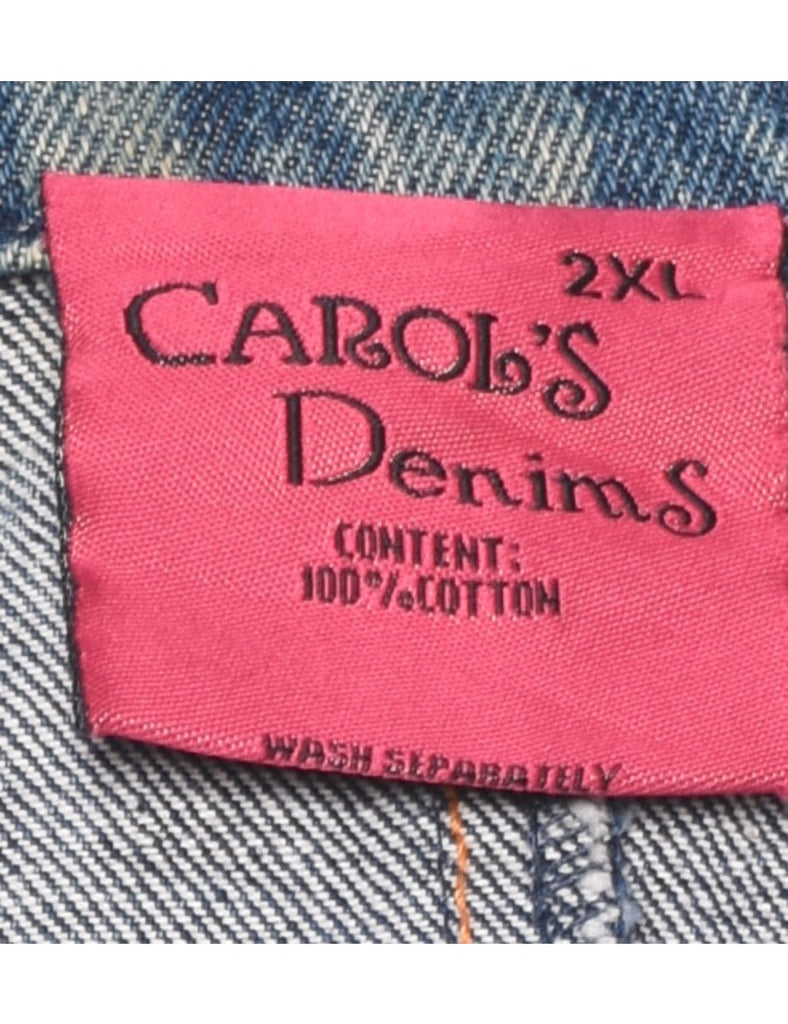 2XL
CAROL'S
Denims
CONTENT:
100%COTTON
WASH SEPARATELY